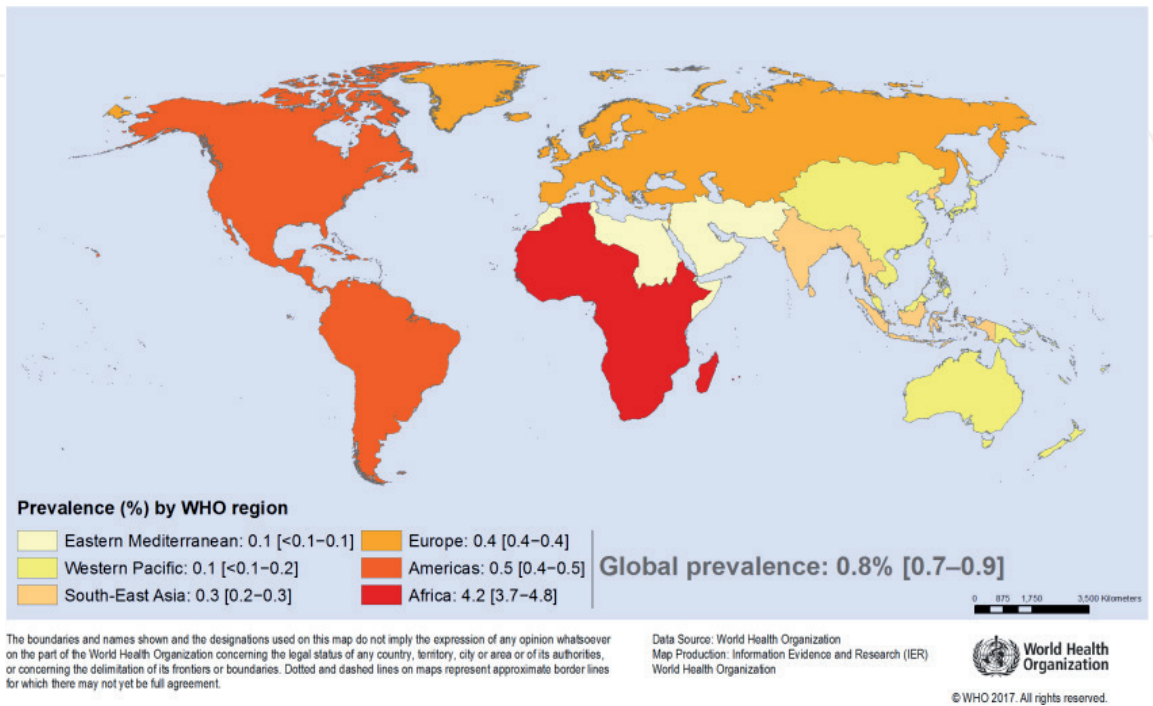 Prevalence (%) by WHO region
Eastern Mediterranean: 0.1 [<0.1–0.1]
Western Pacific: 0.1 [<0.1–0.2]
South-East Asia: 0.3 [0.2–0.3]
Europe: 0.4 [0.4–0.4]
Americas: 0.5 [0.4–0.5]
Africa: 4.2 [3.7–4.8]
Global prevalence: 0.8% [0.7–0.9]
0 875 1,750 3,500 Kilometers
The boundaries and names shown and the designations used on this map do not imply the expression of any opinion whatsoever
on the part of the World Health Organization concerning the legal status of any country, territory, city or area or of its authorities,
or concerning the delimitation of its frontiers or boundaries. Dotted and dashed lines on maps represent approximate border lines
for which there may not yet be full agreement.
Data Source: World Health Organization
Map Production: Information Evidence and Research (IER)
World Health Organization
World Health
Organization
© WHO 2017. All rights reserved.